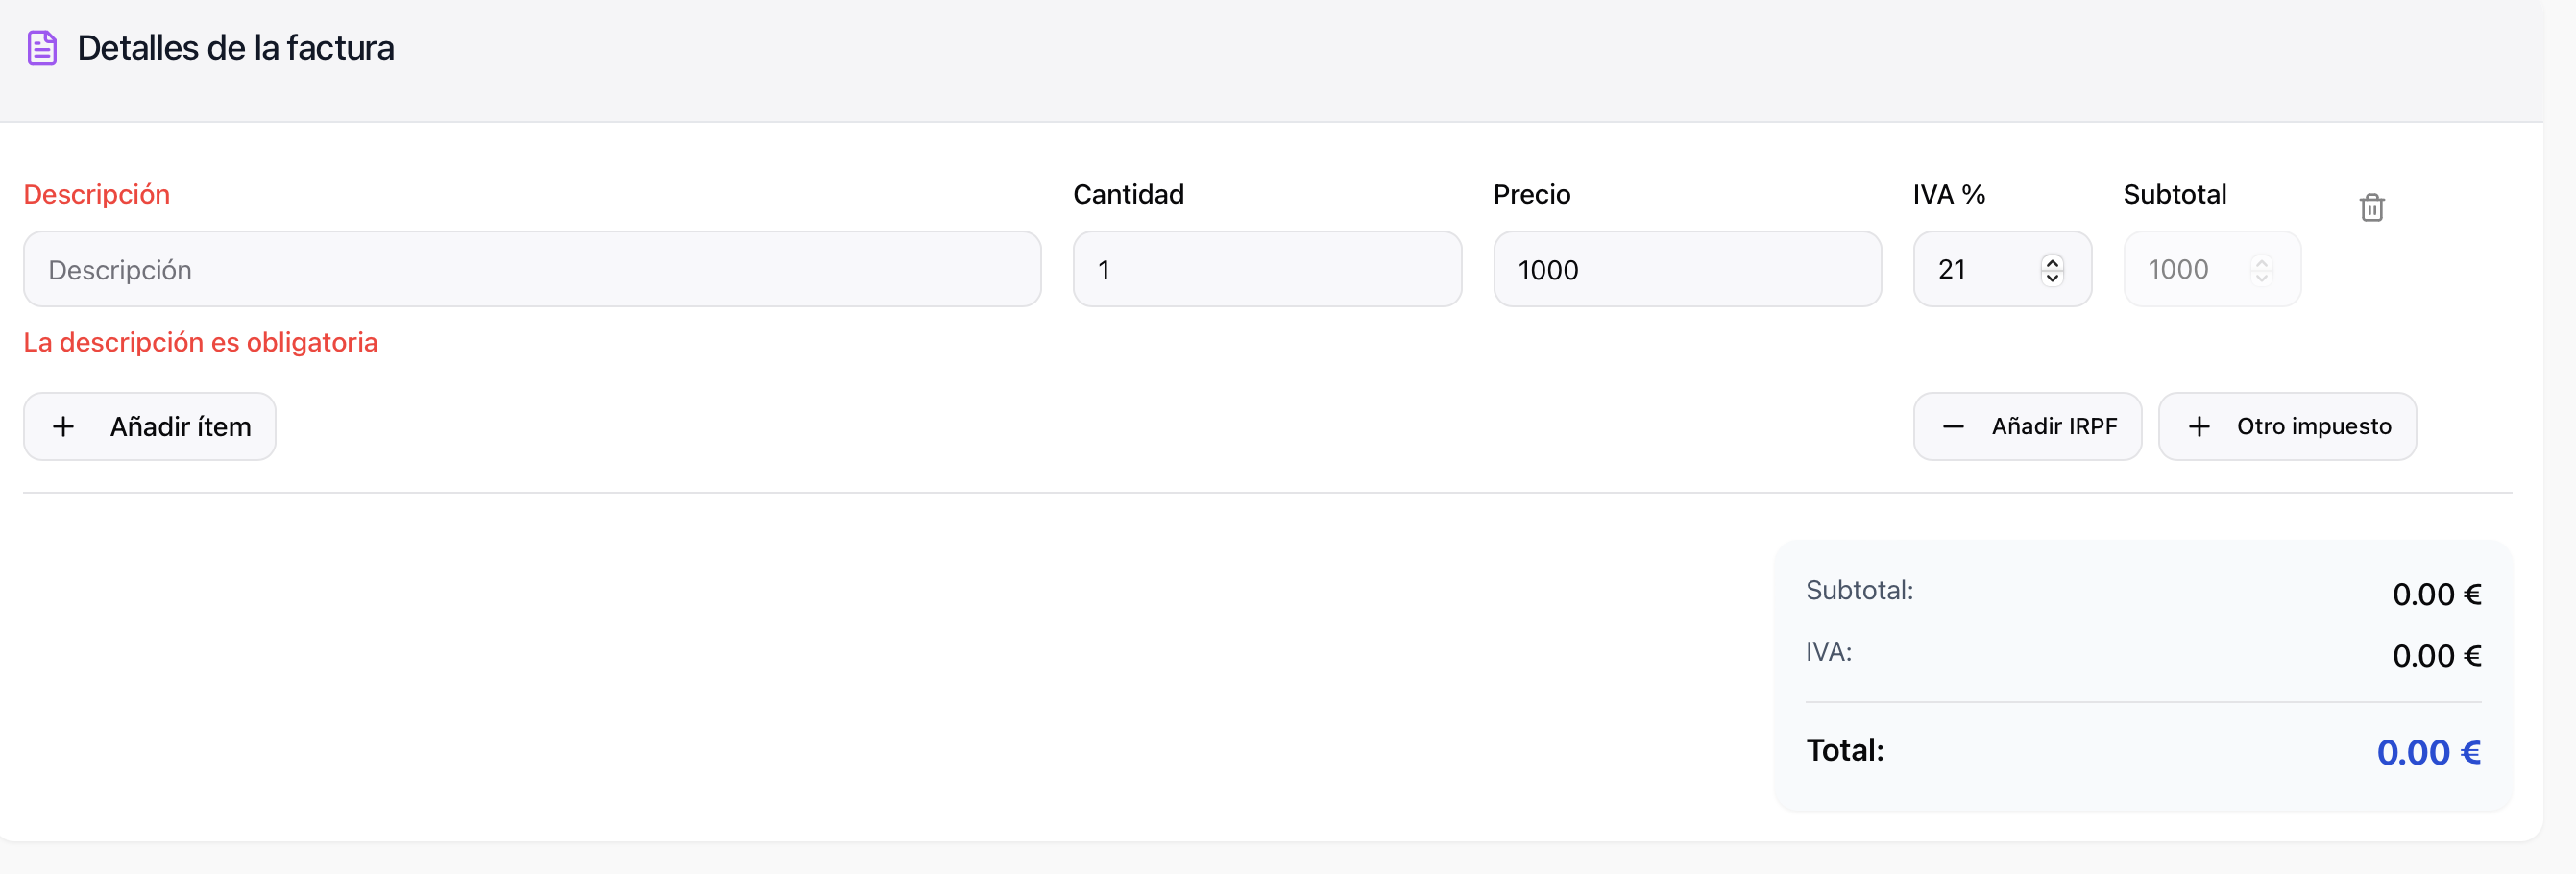 Detalles de la factura
Descripción Cantidad Precio IVA % Subtotal
Descripción 1 1000 21 1000
La descripción es obligatoria
Añadir ítem Añadir IRPF Otro impuesto
Subtotal: 0.00 €
IVA: 0.00 €
Total: 0.00 €